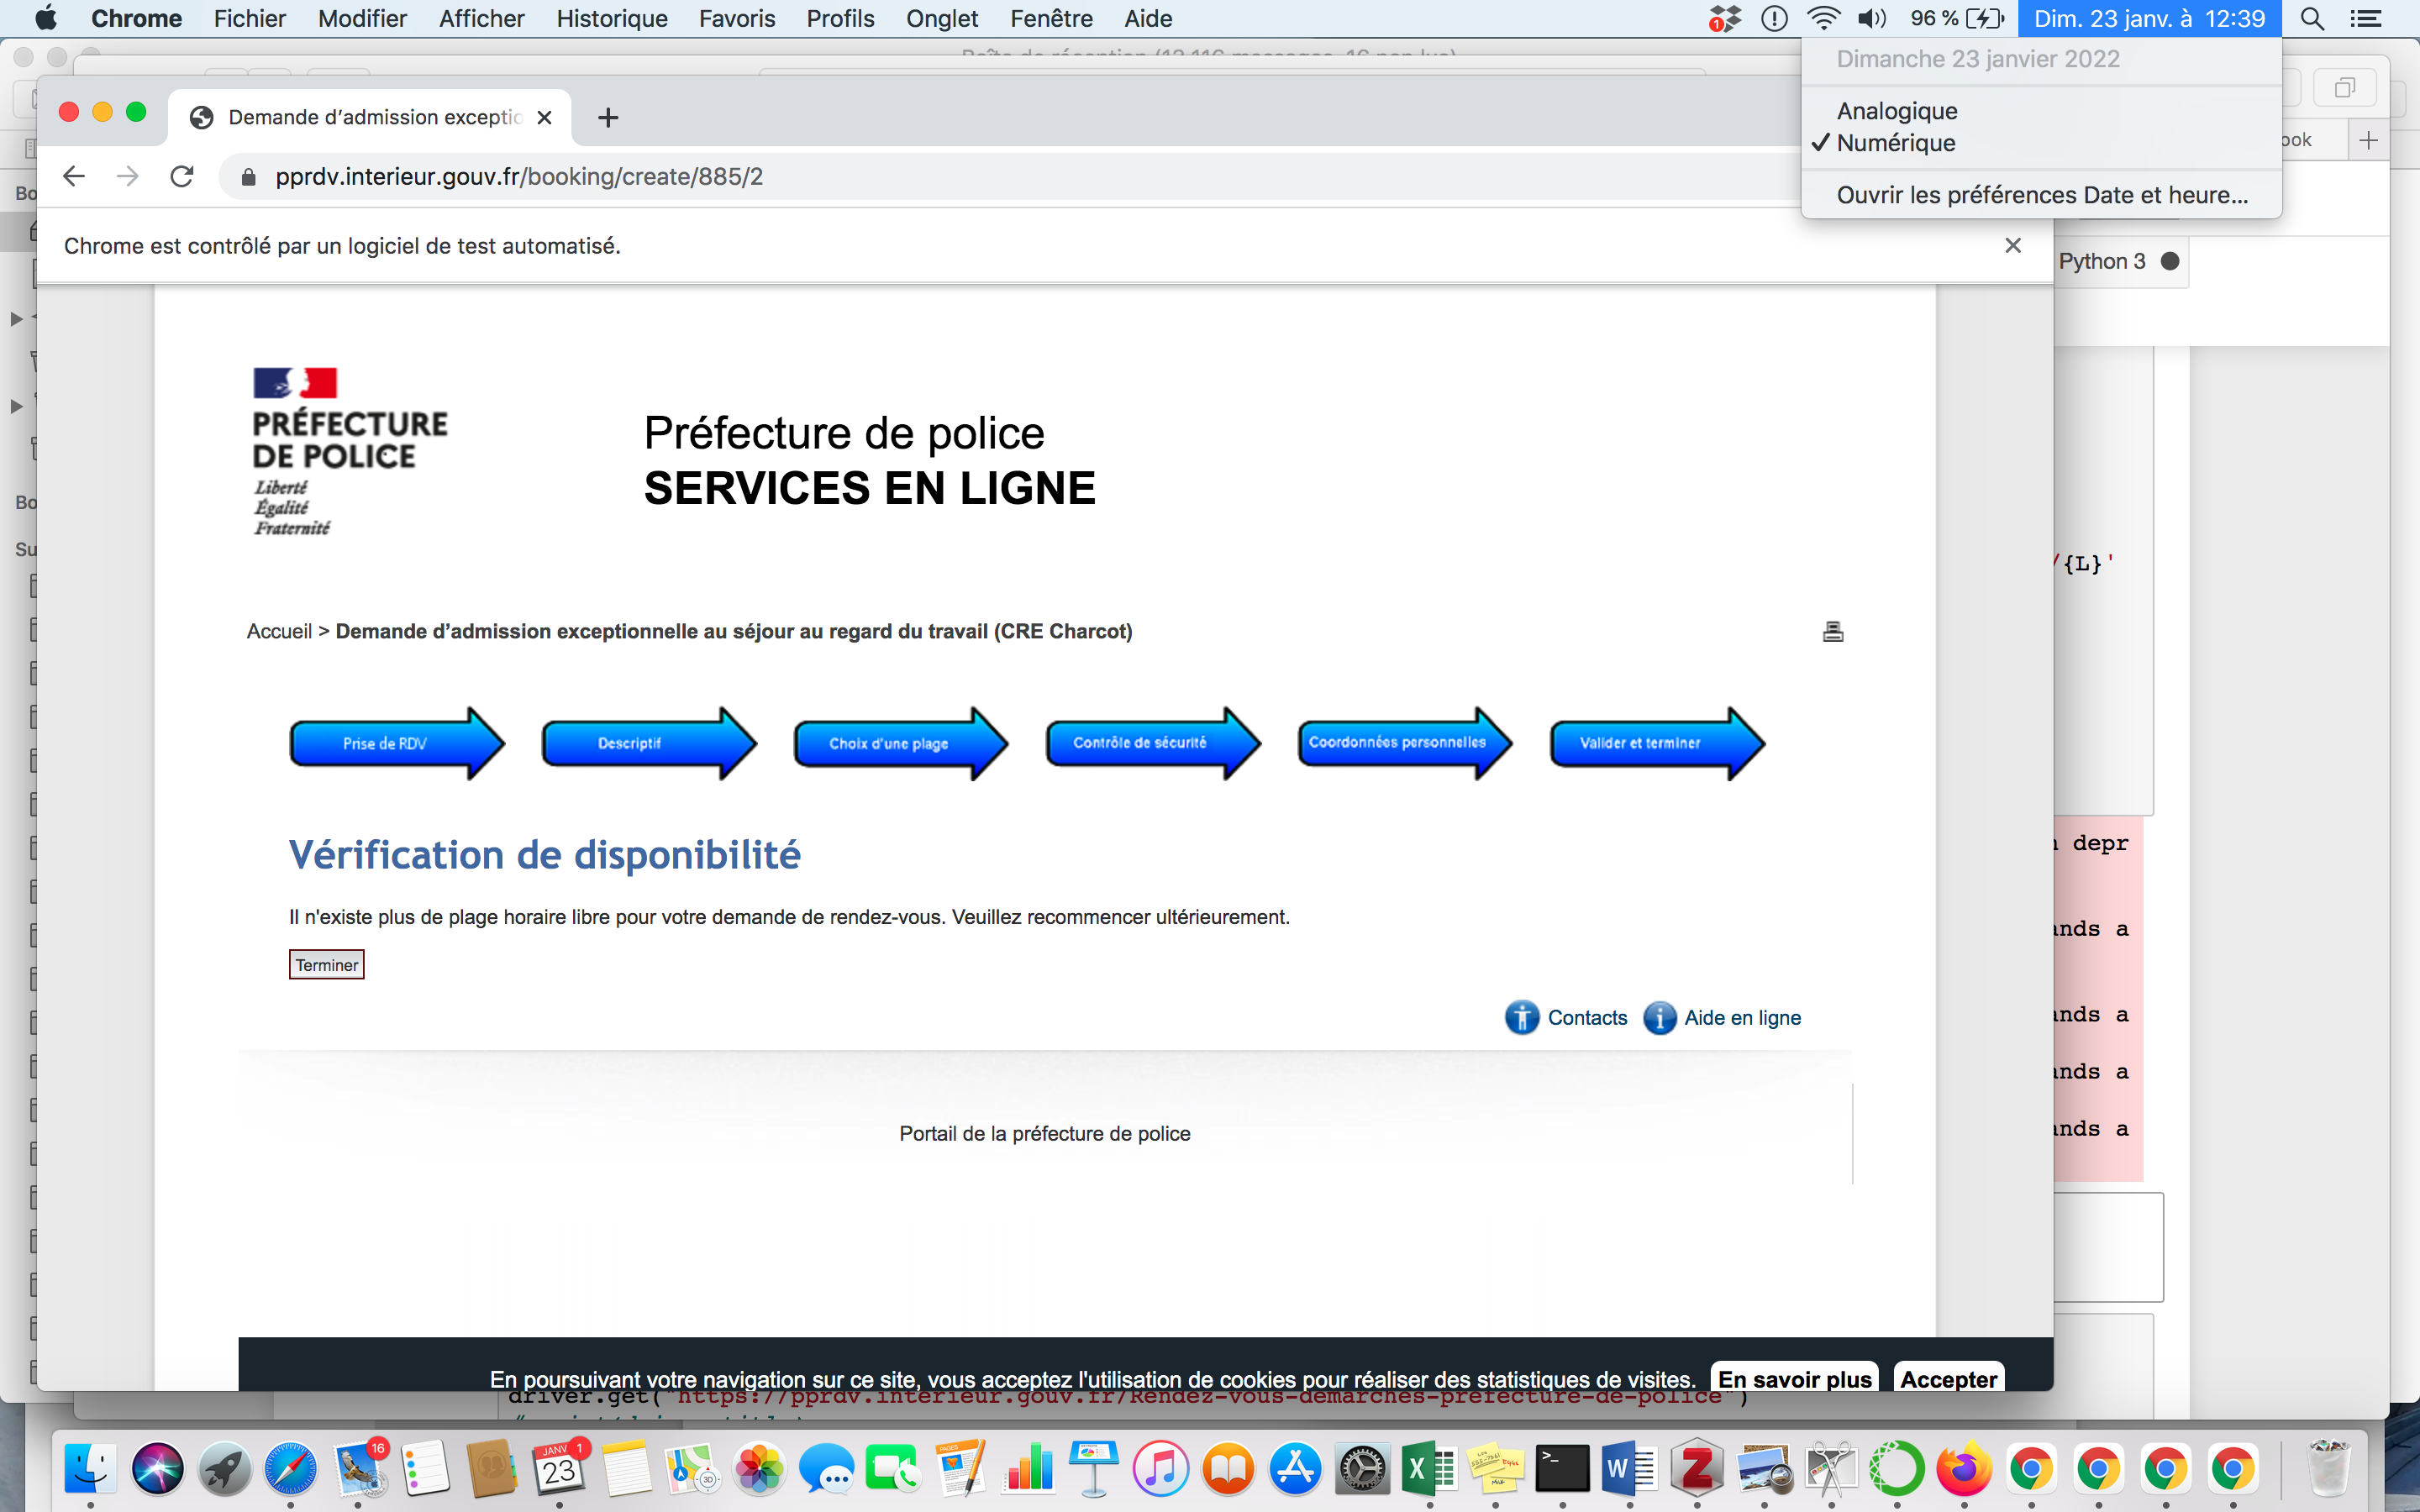 Chrome Fichier Modifier Afficher Historique Favoris Profils Onglet Fenêtre Aide
1 96 % Dim. 23 janv. à 12:39
Dimanche 23 janvier 2022
Analogique
✓ Numérique
Ouvrir les préférences Date et heure...
Demande d'admission exceptio
pprdv.interieur.gouv.fr/booking/create/885/2
Chrome est contrôlé par un logiciel de test automatisé.
Python 3
PRÉFECTURE
DE POLICE
Liberté
Égalité
Fraternité
Préfecture de police
SERVICES EN LIGNE
/{L}'
Accueil > Demande d'admission exceptionnelle au séjour au regard du travail (CRE Charcot)
Prise de RDV
Descriptif
Choix d'une plage
Contrôle de sécurité
Coordonnées personnelles
Valider et terminer
Vérification de disponibilité
Il n'existe plus de plage horaire libre pour votre demande de rendez-vous. Veuillez recommencer ultérieurement.
Terminer
Contacts
Aide en ligne
Portail de la préfecture de police
En poursuivant votre navigation sur ce site, vous acceptez l'utilisation de cookies pour réaliser des statistiques de visites. En savoir plus Accepter
driver.get("https://pprdv.interieur.gouv.fr/Rendez-vous-demarches-prefecture-de-police")
16
JANV
1
23